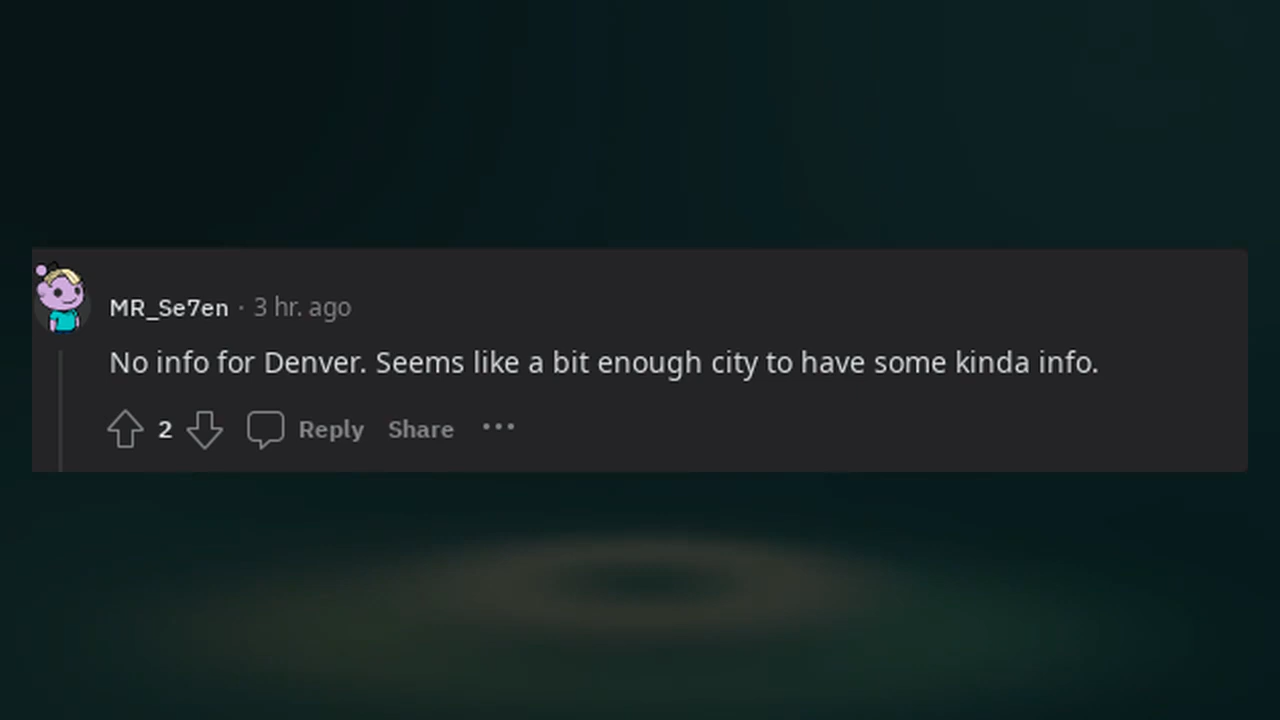 MR_Se7en · 3 hr. ago
No info for Denver. Seems like a bit enough city to have some kinda info.
2 Reply Share ···